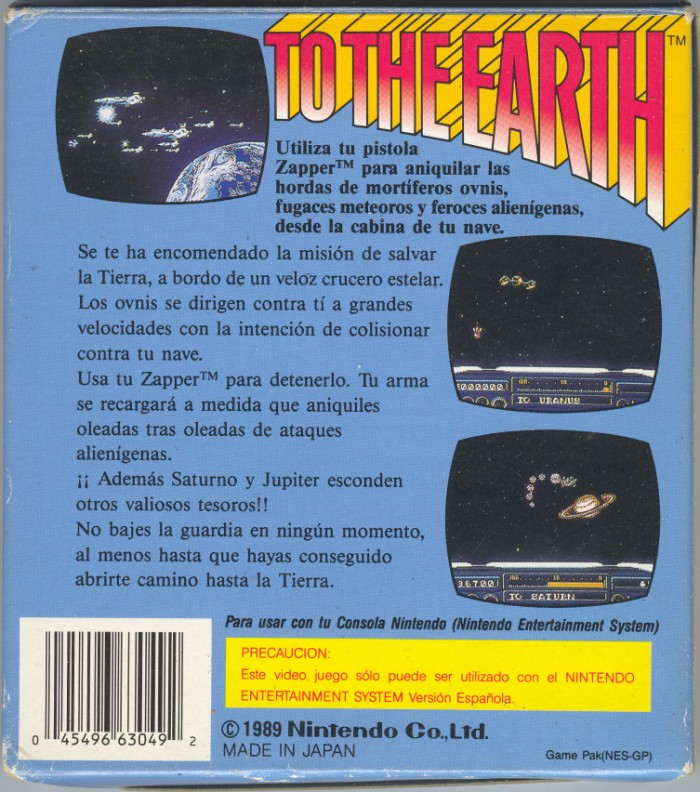 TO THE EARTH™
Utiliza tu pistola
Zapper™ para aniquilar las
hordas de mortíferos ovnis,
fugaces meteoros y feroces alienígenas,
desde la cabina de tu nave.
Se te ha encomendado la misión de salvar
la Tierra, a bordo de un veloz crucero estelar.
Los ovnis se dirigen contra tí a grandes
velocidades con la intención de colisionar
contra tu nave.
Usa tu Zapper™ para detenerlo. Tu arma
se recargará a medida que aniquiles
oleadas tras oleadas de ataques
alienígenas.
¡¡ Además Saturno y Jupiter esconden
otros valiosos tesoros!!
No bajes la guardia en ningún momento,
al menos hasta que hayas conseguido
abrirte camino hasta la Tierra.
000000
TO URANUS
36700
TO SATURN
Para usar con tu Consola Nintendo (Nintendo Entertainment System)
PRECAUCION:
Este video juego sólo puede ser utilizado con el NINTENDO
ENTERTAINMENT SYSTEM Versión Española.
0 45496 63049 2
© 1989 Nintendo Co.,Ltd.
MADE IN JAPAN
Game Pak(NES-GP)